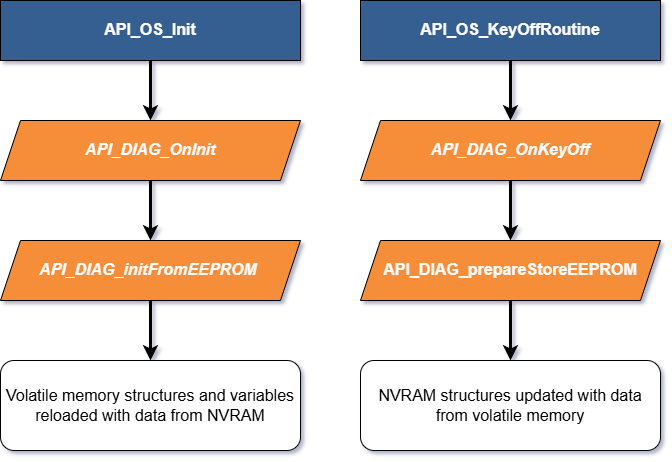 API_OS_Init
API_DIAG_OnInit
API_DIAG_initFromEEPROM
Volatile memory structures and variables
reloaded with data from NVRAM
API_OS_KeyOffRoutine
API_DIAG_OnKeyOff
API_DIAG_prepareStoreEEPROM
NVRAM structures updated with data
from volatile memory